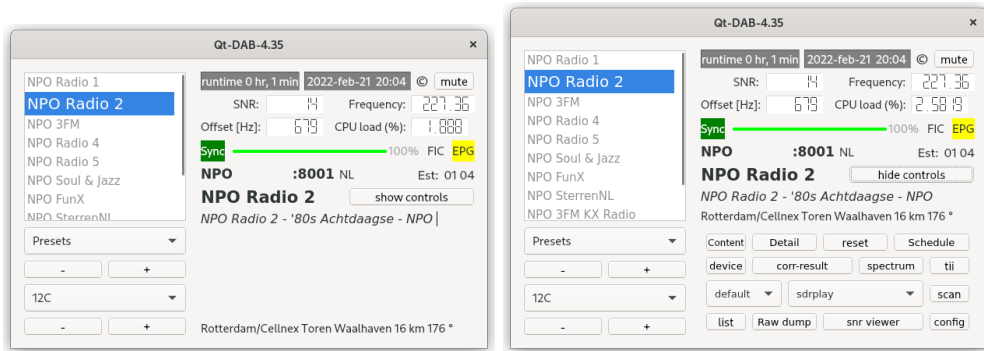 Qt-DAB-4.35 ×
NPO Radio 1
NPO Radio 2
NPO 3FM
NPO Radio 4
NPO Radio 5
NPO Soul & Jazz
NPO FunX
NPO SterrenNL
Presets
- +
12C
- +
runtime 0 hr, 1 min 2022-feb-21 20:04 © mute
SNR: 14 Frequency: 227.36
Offset [Hz]: 679 CPU load (%): 1.888
Sync 100% FIC EPG
NPO :8001 NL Est: 01 04
NPO Radio 2 show controls
NPO Radio 2 - '80s Achtdaagse - NPO
Rotterdam/Cellnex Toren Waalhaven 16 km 176 °
Qt-DAB-4.35 ×
NPO Radio 1
NPO Radio 2
NPO 3FM
NPO Radio 4
NPO Radio 5
NPO Soul & Jazz
NPO FunX
NPO SterrenNL
NPO 3FM KX Radio
Presets
- +
12C
- +
runtime 0 hr, 1 min 2022-feb-21 20:04 © mute
SNR: 14 Frequency: 227.36
Offset [Hz]: 679 CPU load (%): 2.5819
Sync 100% FIC EPG
NPO :8001 NL Est: 01 04
NPO Radio 2 hide controls
NPO Radio 2 - '80s Achtdaagse - NPO
Rotterdam/Cellnex Toren Waalhaven 16 km 176 °
Content Detail reset Schedule
device corr-result spectrum tii
default sdrplay scan
list Raw dump snr viewer config